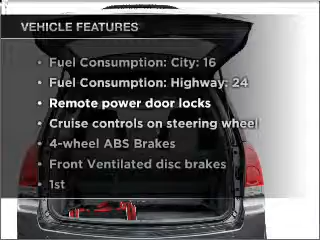 VEHICLE FEATURES
• Fuel Consumption: City: 16
• Fuel Consumption: Highway: 24
• Remote power door locks
• Cruise controls on steering wheel
• 4-wheel ABS Brakes
• Front Ventilated disc brakes
• 1st